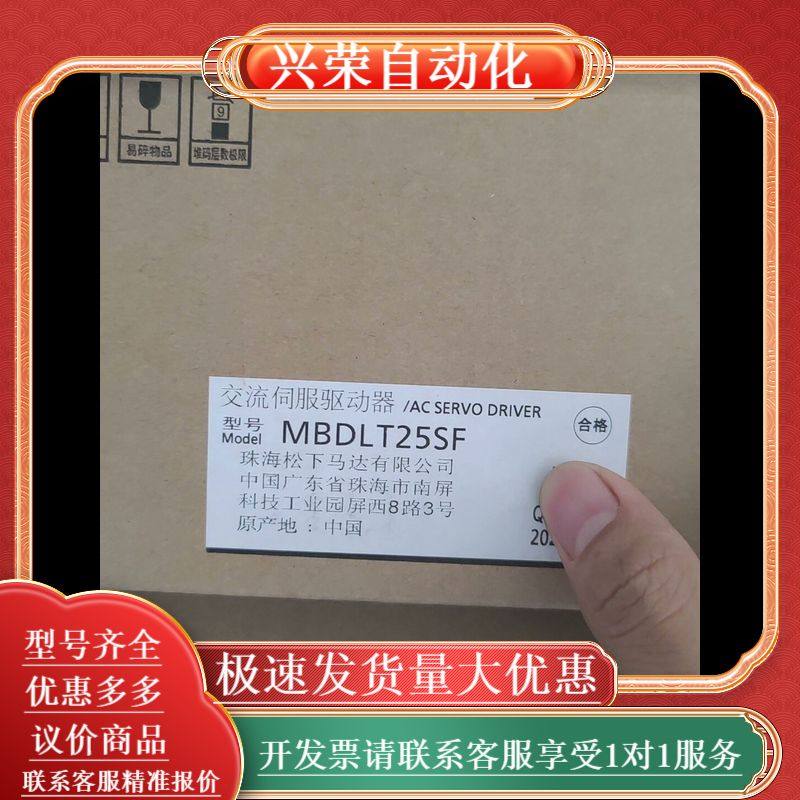 兴荣自动化
9
易碎物品
堆码层数极限
交流伺服驱动器 /AC SERVO DRIVER
型号
Model MBDLT25SF
合格
珠海松下马达有限公司
中国广东省珠海市南屏
科技工业园屏西8路3号
原产地：中国
型号齐全
优惠多多
议价商品
联系客服精准报价
极速发货量大优惠
开发票请联系客服享受1对1服务